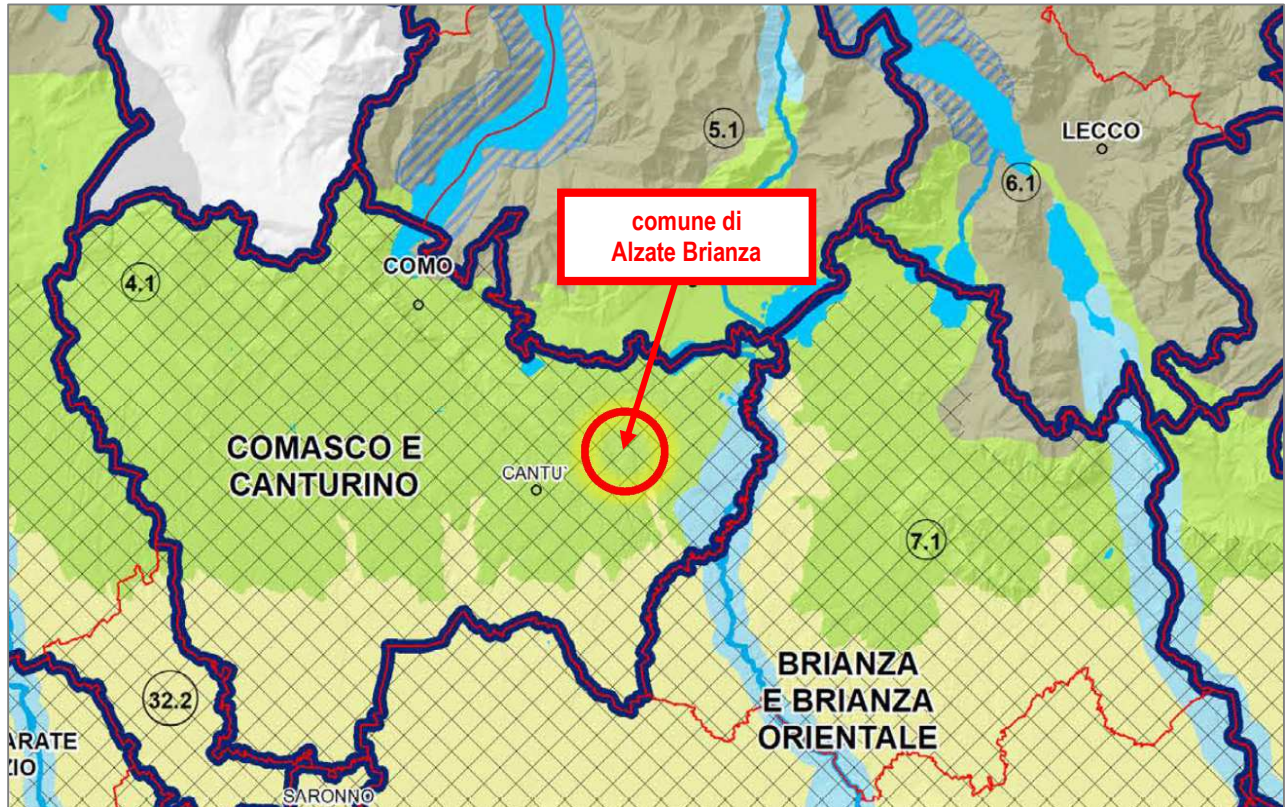 5.1
LECCO
6.1
comune di
Alzate Brianza
4.1
COMO
COMASCO E
CANTURINO
CANTU'
7.1
BRIANZA
E BRIANZA
ORIENTALE
32.2
ARATE
ZIO
SARONNO